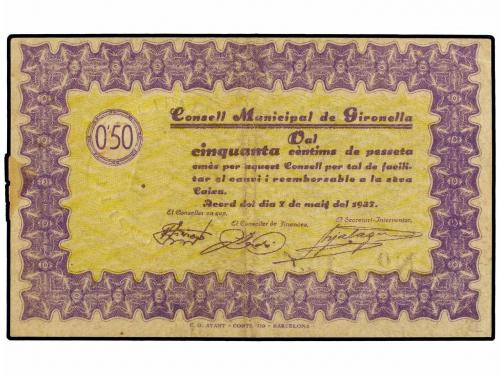 Consell Municipal de Gironella
0'50
Val
cinquanta cèntims de pesseta
emès per aquest Consell per tal de facili-
tar el canvi i reemborsable a la seva
Caixa.
Acord del dia 7 de maig del 1937.
El Conseller en cap, El Conseller de Finances, El Secretari-Interventor,
BARCELONA